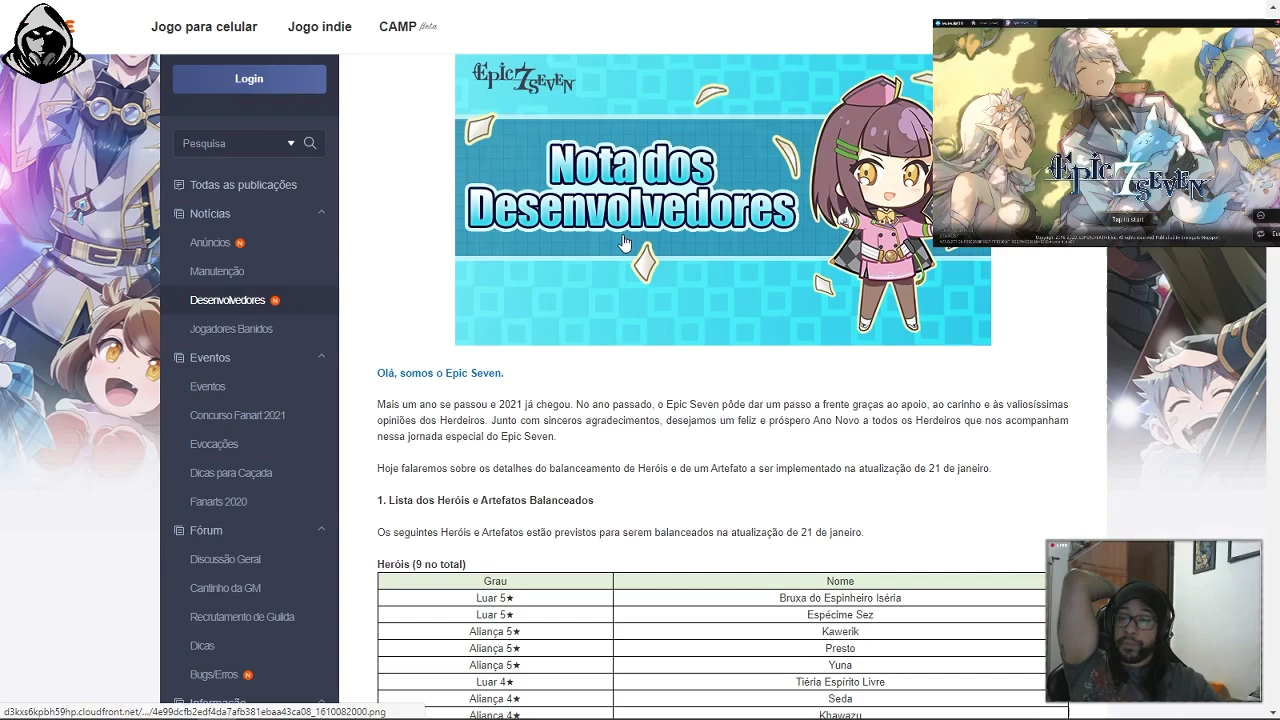 Jogo para celular
Jogo indie
CAMP Beta
Login
Pesquisa
Todas as publicações
Notícias
Anúncios N
Manutenção
Desenvolvedores N
Jogadores Banidos
Eventos
Eventos
Concurso Fanart 2021
Evocações
Dicas para Caçada
Fanarts 2020
Fórum
Discussão Geral
Cantinho da GM
Recrutamento de Guilda
Dicas
Bugs/Erros N
Informação
EPIC 7 SEVEN
Nota dos
Desenvolvedores
EPIC 7 SEVEN
Tap to start
Olá, somos o Epic Seven.
Mais um ano se passou e 2021 já chegou. No ano passado, o Epic Seven pôde dar um passo a frente graças ao apoio, ao carinho e às valiosíssimas
opiniões dos Herdeiros. Junto com sinceros agradecimentos, desejamos um feliz e próspero Ano Novo a todos os Herdeiros que nos acompanham
nessa jornada especial do Epic Seven.
Hoje falaremos sobre os detalhes do balanceamento de Heróis e de um Artefato a ser implementado na atualização de 21 de janeiro.
1. Lista dos Heróis e Artefatos Balanceados
Os seguintes Heróis e Artefatos estão previstos para serem balanceados na atualização de 21 de janeiro.
Heróis (9 no total)
Grau Nome
Luar 5★ Bruxa do Espinheiro Iséria
Luar 5★ Espécime Sez
Aliança 5★ Kawerik
Aliança 5★ Presto
Aliança 5★ Yuna
Luar 4★ Tiéria Espírito Livre
Aliança 4★ Seda
Aliança 4★ Khawazu
LIVE
d3kxs6kpbh59hp.cloudfront.net/.../4e99dcfb2edf4da7afb381ebaa43ca08_1610082000.png